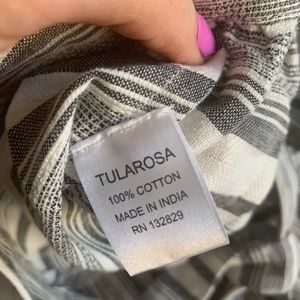 TULAROSA
100% COTTON
MADE IN INDIA
RN 132829